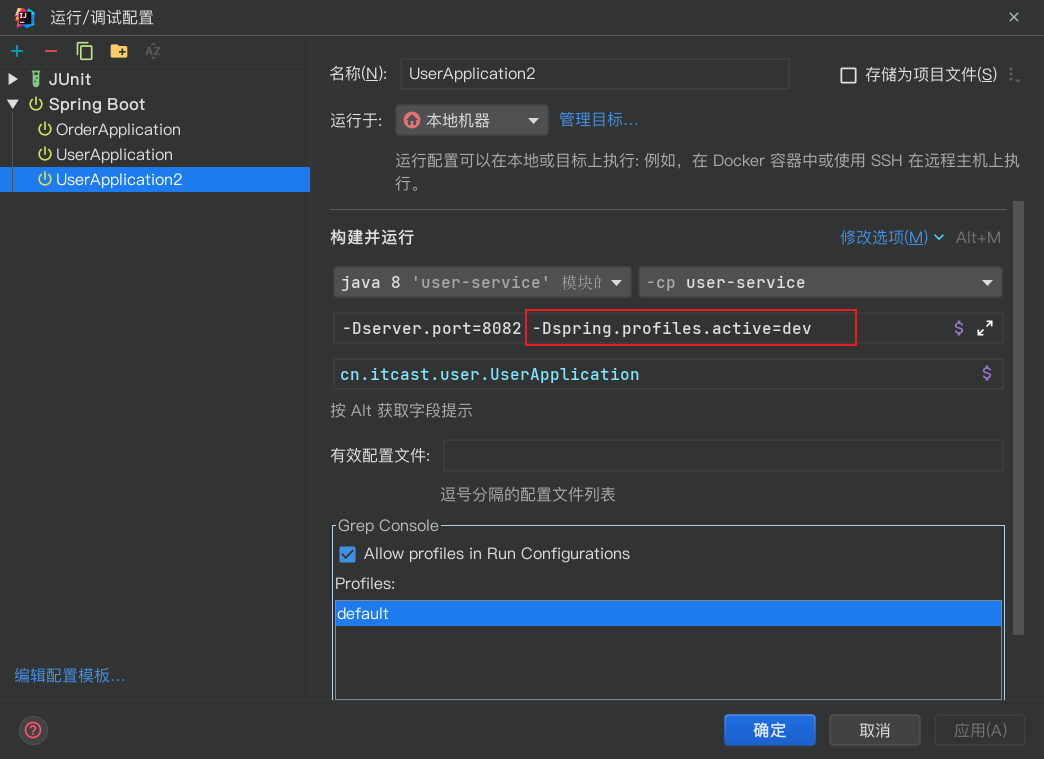 运行/调试配置
AZ
JUnit
Spring Boot
OrderApplication
UserApplication
UserApplication2
编辑配置模板...
名称(N):
UserApplication2
存储为项目文件(S)
运行于:
本地机器
管理目标...
运行配置可以在本地或目标上执行: 例如，在 Docker 容器中或使用 SSH 在远程主机上执
行。
构建并运行
修改选项(M)
Alt+M
java 8 'user-service' 模块的
-cp user-service
-Dserver.port=8082 -Dspring.profiles.active=dev
cn.itcast.user.UserApplication
按 Alt 获取字段提示
有效配置文件:
逗号分隔的配置文件列表
Grep Console
Allow profiles in Run Configurations
Profiles:
default
确定
取消
应用(A)